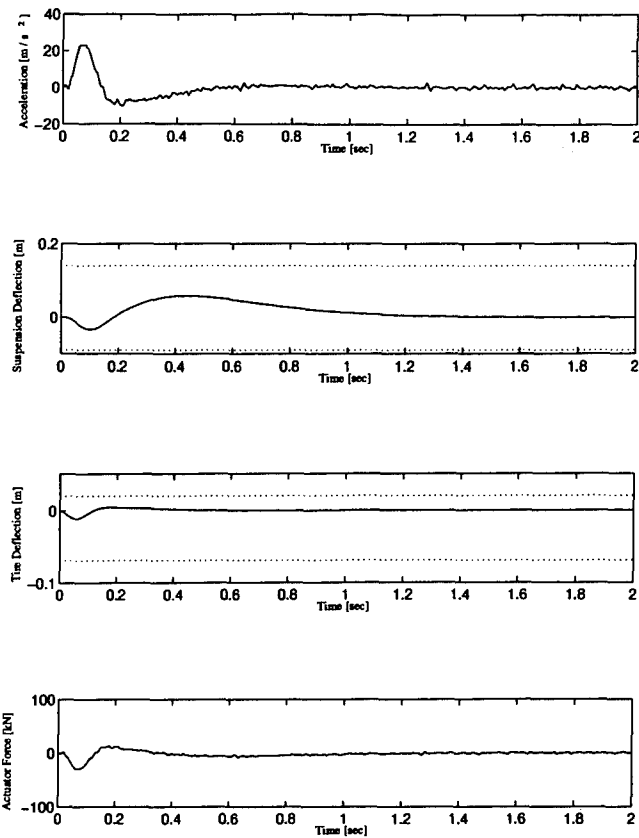 Acceleration [m / s ²]
40
20
0
−20
0 0.2 0.4 0.6 0.8 1 1.2 1.4 1.6 1.8 2
Time [sec]
Suspension Deflection [m]
0.2
0
0 0.2 0.4 0.6 0.8 1 1.2 1.4 1.6 1.8 2
Time [sec]
Tire Deflection [m]
0
−0.1
0 0.2 0.4 0.6 0.8 1 1.2 1.4 1.6 1.8 2
Time [sec]
Actuator Force [kN]
100
0
−100
0 0.2 0.4 0.6 0.8 1 1.2 1.4 1.6 1.8 2
Time [sec]